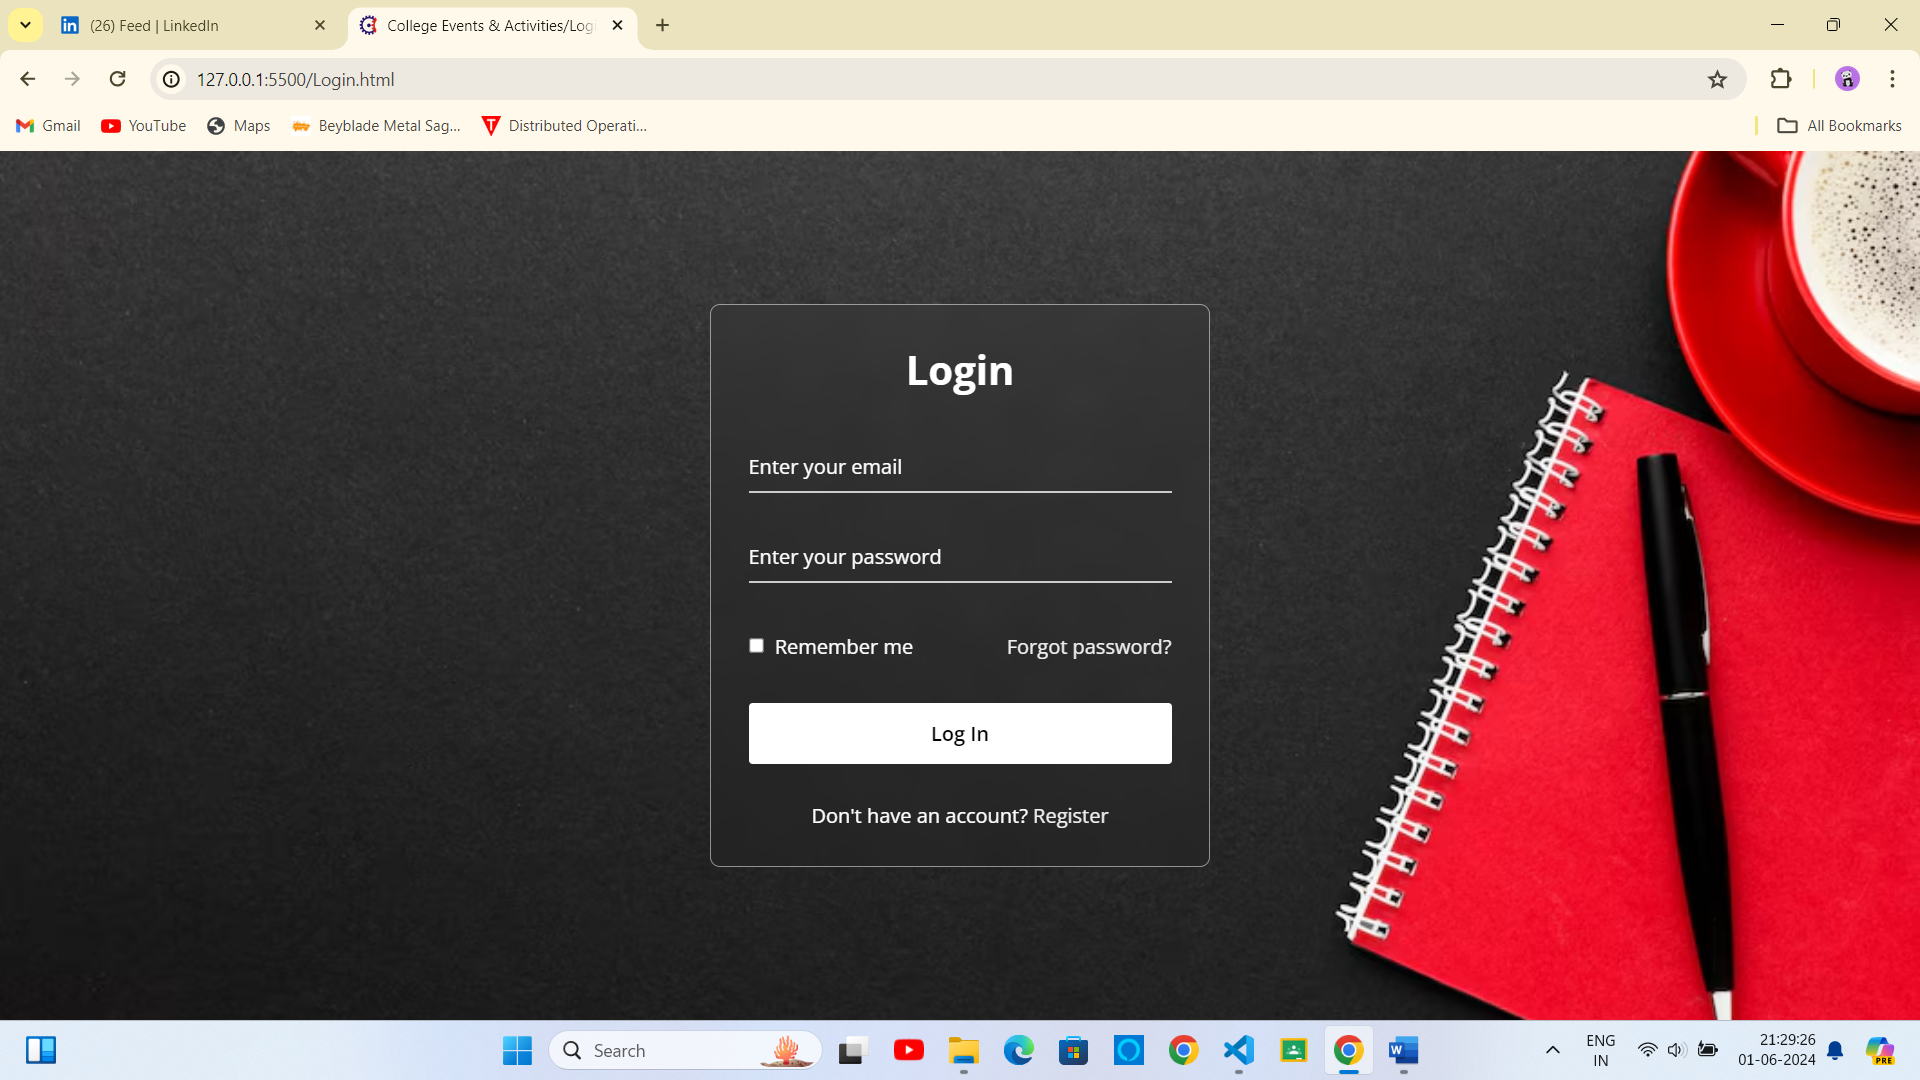 (26) Feed | LinkedIn
College Events & Activities/Logi
127.0.0.1:5500/Login.html
Gmail
YouTube
Maps
Beyblade Metal Sag...
Distributed Operati...
All Bookmarks
Login
Enter your email
Enter your password
Remember me
Forgot password?
Log In
Don't have an account? Register
Search
ENG
IN
21:29:26
01-06-2024
PRE